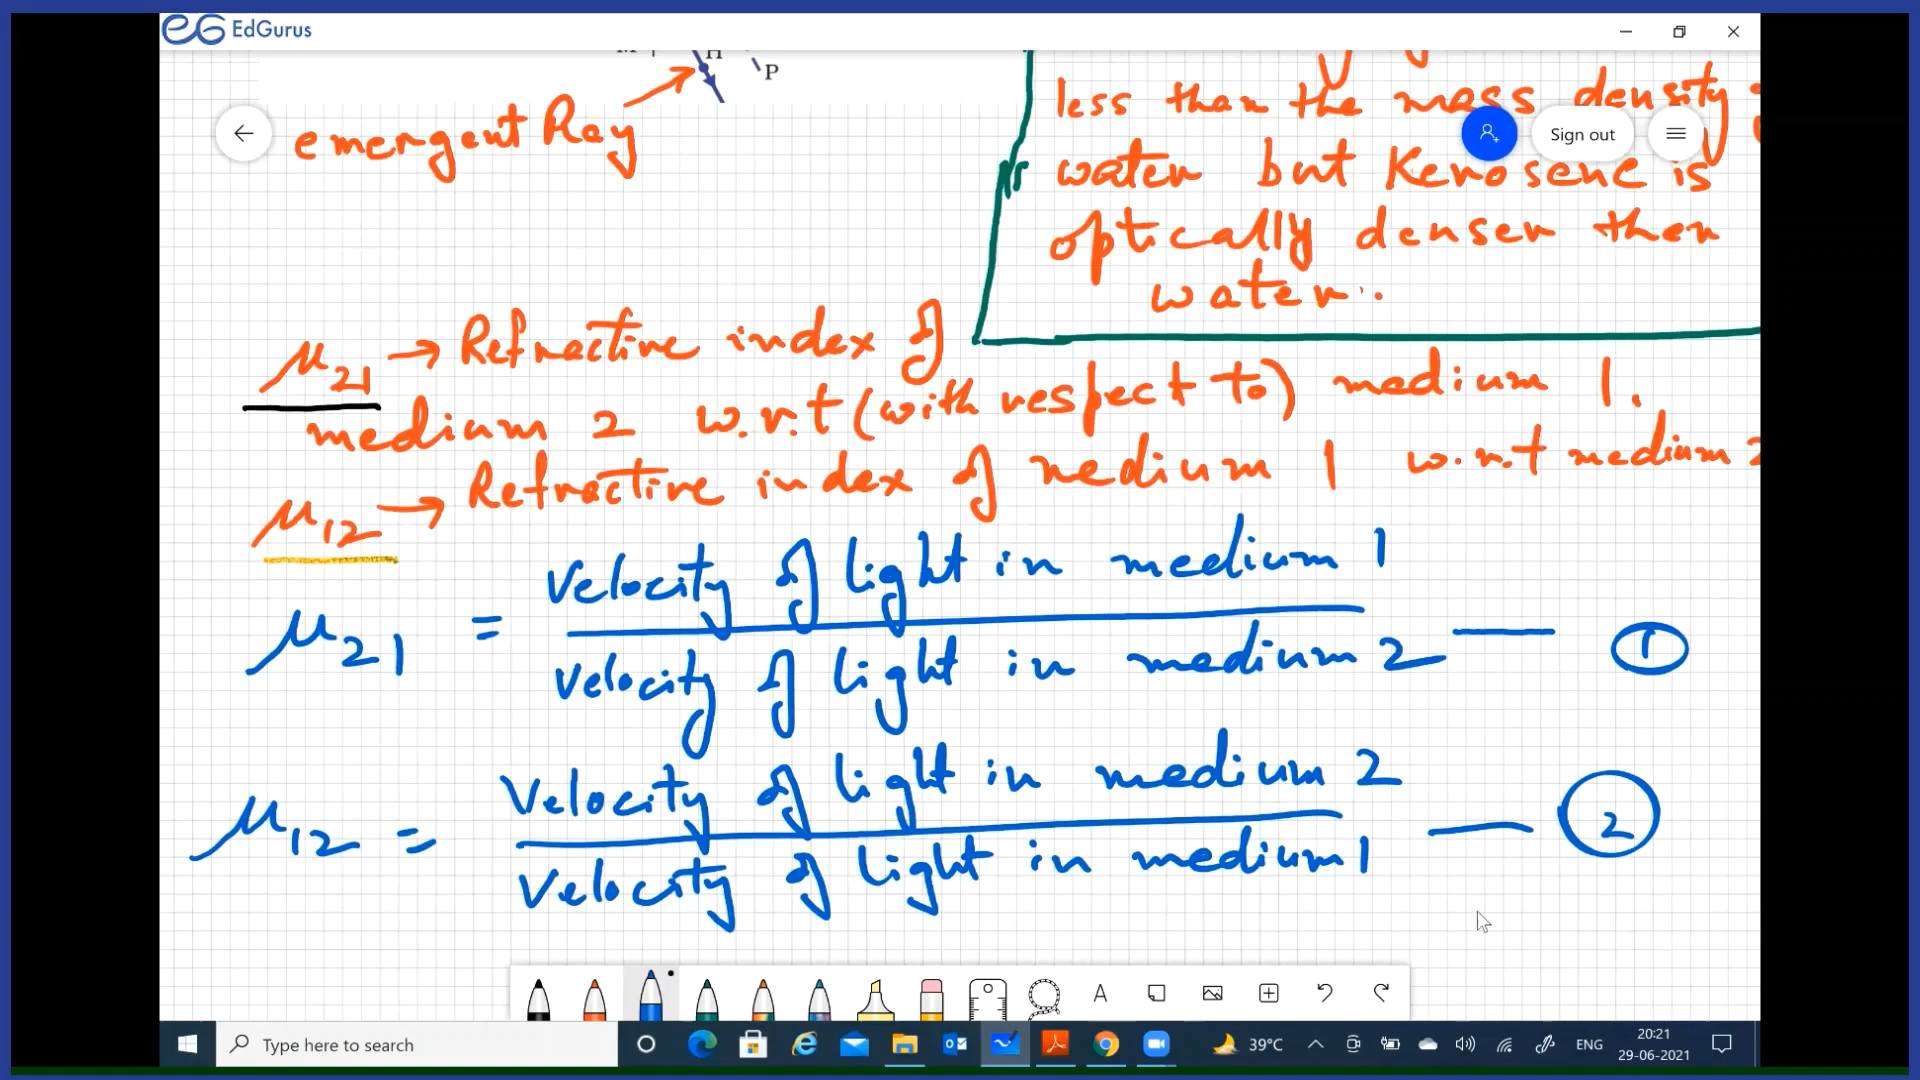 EdGurus
H
P
emergent Ray
less than the mass density
water but Kerosene is
optically denser then
water.
Sign out
μ21 → Refractive index of
medium 2 w.r.t (with respect to) medium 1.
μ12 → Refractive index of medium 1 w.r.t medium 2
μ21 = Velocity of light in medium 1
Velocity of light in medium 2 — 1
μ12 = Velocity of light in medium 2
Velocity of light in medium 1 — 2
A
Type here to search
39°C
ENG
20:21
29-06-2021